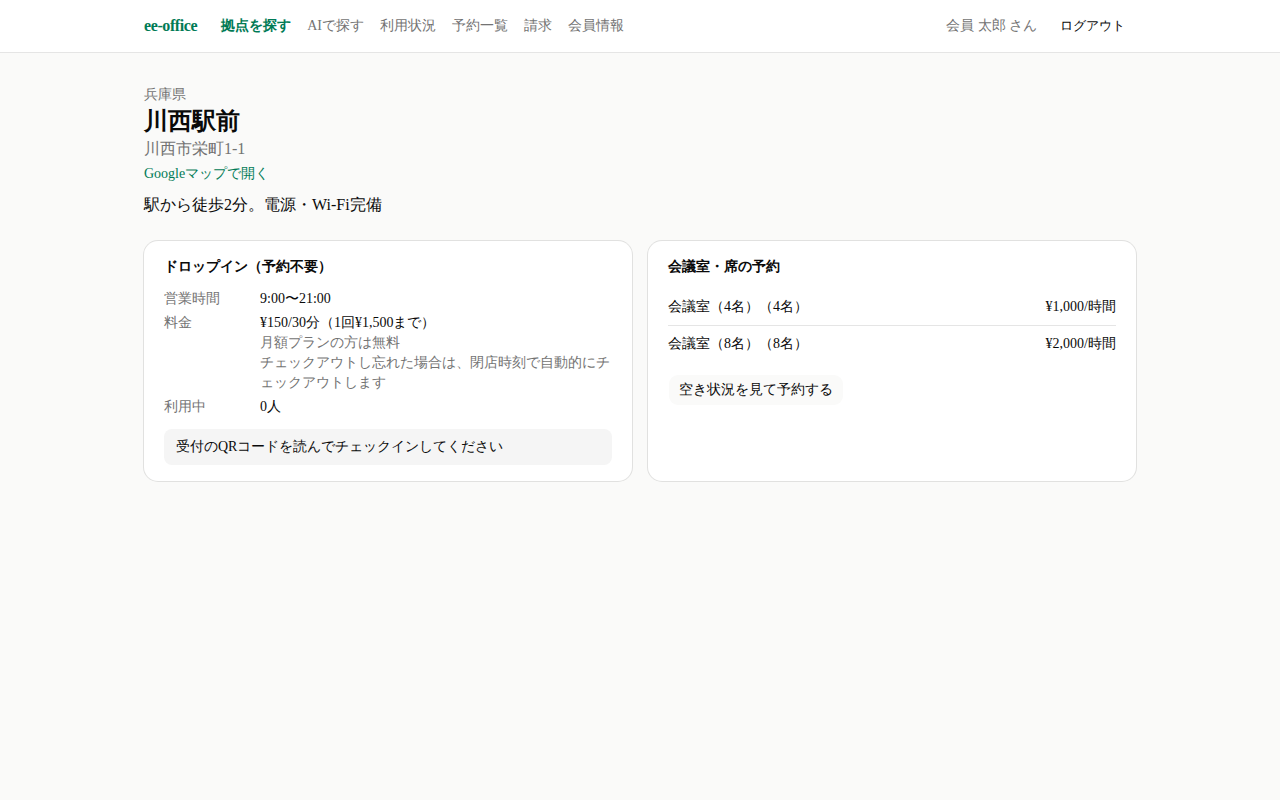 ee-office 拠点を探す AIで探す 利用状況 予約一覧 請求 会員情報 会員 太郎 さん ログアウト
兵庫県
川西駅前
川西市栄町1-1
Googleマップで開く
駅から徒歩2分。電源・Wi-Fi完備
ドロップイン（予約不要）
営業時間 9:00〜21:00
料金 ¥150/30分（1回¥1,500まで）
月額プランの方は無料
チェックアウトし忘れた場合は、閉店時刻で自動的にチ
ェックアウトします
利用中 0人
受付のQRコードを読んでチェックインしてください
会議室・席の予約
会議室（4名）（4名） ¥1,000/時間
会議室（8名）（8名） ¥2,000/時間
空き状況を見て予約する